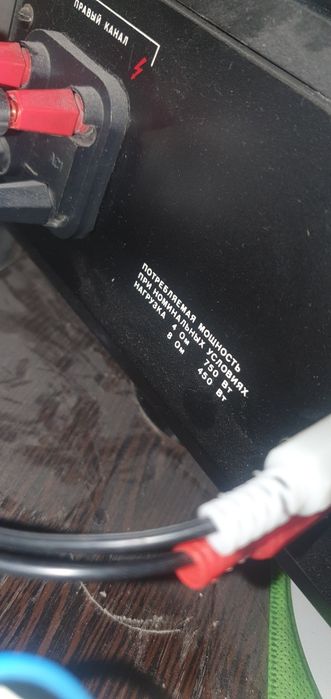 ПРАВЫЙ КАНАЛ
ПОТРЕБЛЯЕМАЯ МОЩНОСТЬ
ПРИ НОМИНАЛЬНЫХ УСЛОВИЯХ
НАГРУЗКА 4 Ом 750 Вт
8 Ом 450 Вт